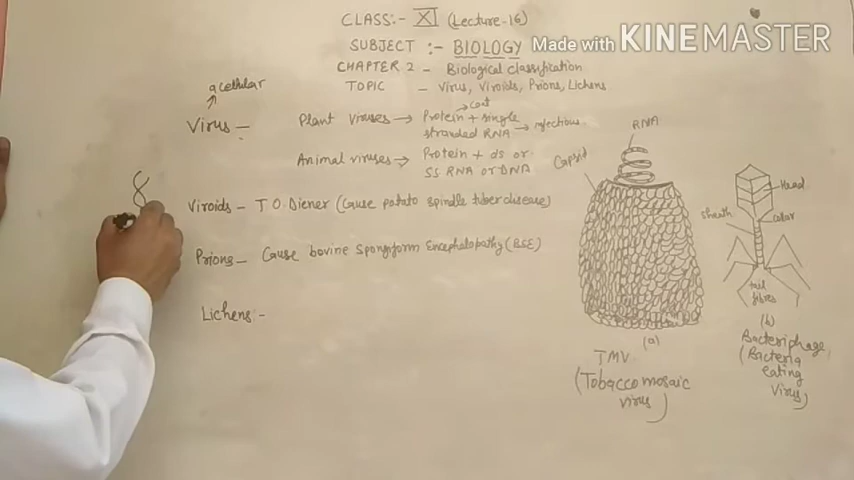 CLASS:- XI (Lecture-16)
SUBJECT :- BIOLOGY
Made with KINEMASTER
CHAPTER 2 - Biological classification
TOPIC - Virus, Viroids, Prions, Lichens
acellular
Virus -
Plant Viruses → Protein + single → coat
stranded RNA → infectious
Animal viruses → Protein + ds or
SS RNA or DNA
Viroids - T.O. Diener (cause potato spindle tuber disease)
Prions - Cause bovine spongiform Encephalopathy (BSE)
Lichens -
RNA
Capsid
(a)
TMV
(Tobacco mosaic
virus)
Head
sheath
colar
tail
fibres
(b)
Bacteriphage
(Bacteria
eating
virus)